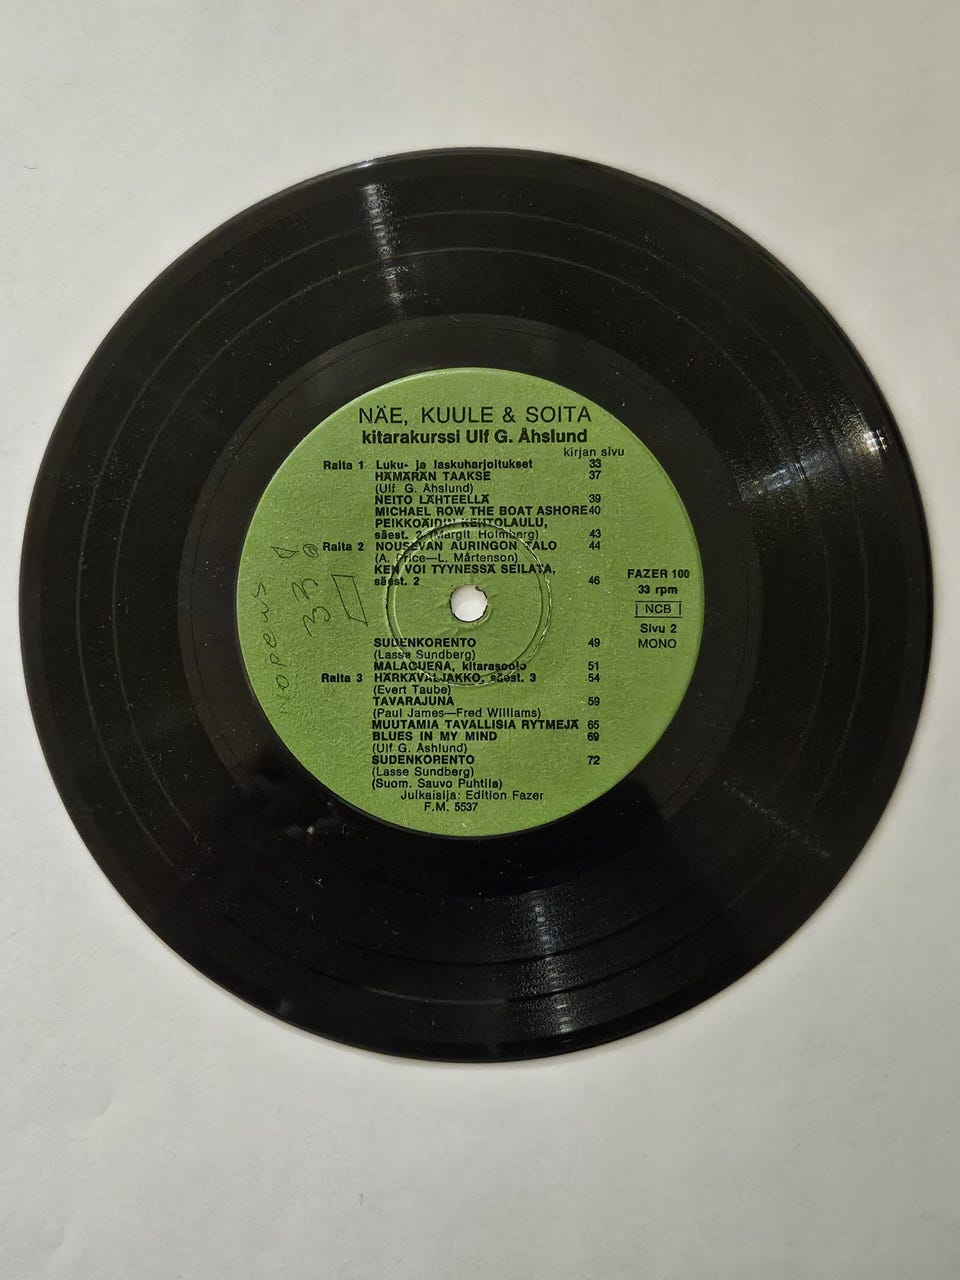 NÄE, KUULE & SOITA
kitarakurssi Ulf G. Åhslund
kirjan sivu
Raita 1 Luku- ja laskuharjoitukset 33
HÄMÄRÄN TAAKSE 37
(Ulf G. Åhslund)
NEITO LÄHTEELLÄ 39
MICHAEL ROW THE BOAT ASHORE 40
PEIKKOÄIDIN KEHTOLAULU,
säest. 2 (Margit Holmberg) 43
Raita 2 NOUSEVAN AURINGON TALO 44
(A. Price—L. Mårtenson)
KEN VOI TYYNESSÄ SEILATA,
säest. 2 46
SUDENKORENTO 49
(Lasse Sundberg)
MALAGUENA, kitarasoolo 51
Raita 3 HÄRKÄVALJAKKO, säest. 3 54
(Evert Taube)
TAVARAJUNA 59
(Paul James—Fred Williams)
MUUTAMIA TAVALLISIA RYTMEJÄ 65
BLUES IN MY MIND 69
(Ulf G. Åshlund)
SUDENKORENTO 72
(Lasse Sundberg)
(Suom. Sauvo Puhtila)
Julkaisija: Edition Fazer
F.M. 5537
FAZER 100
33 rpm
NCB
Sivu 2
MONO
nopeus
33